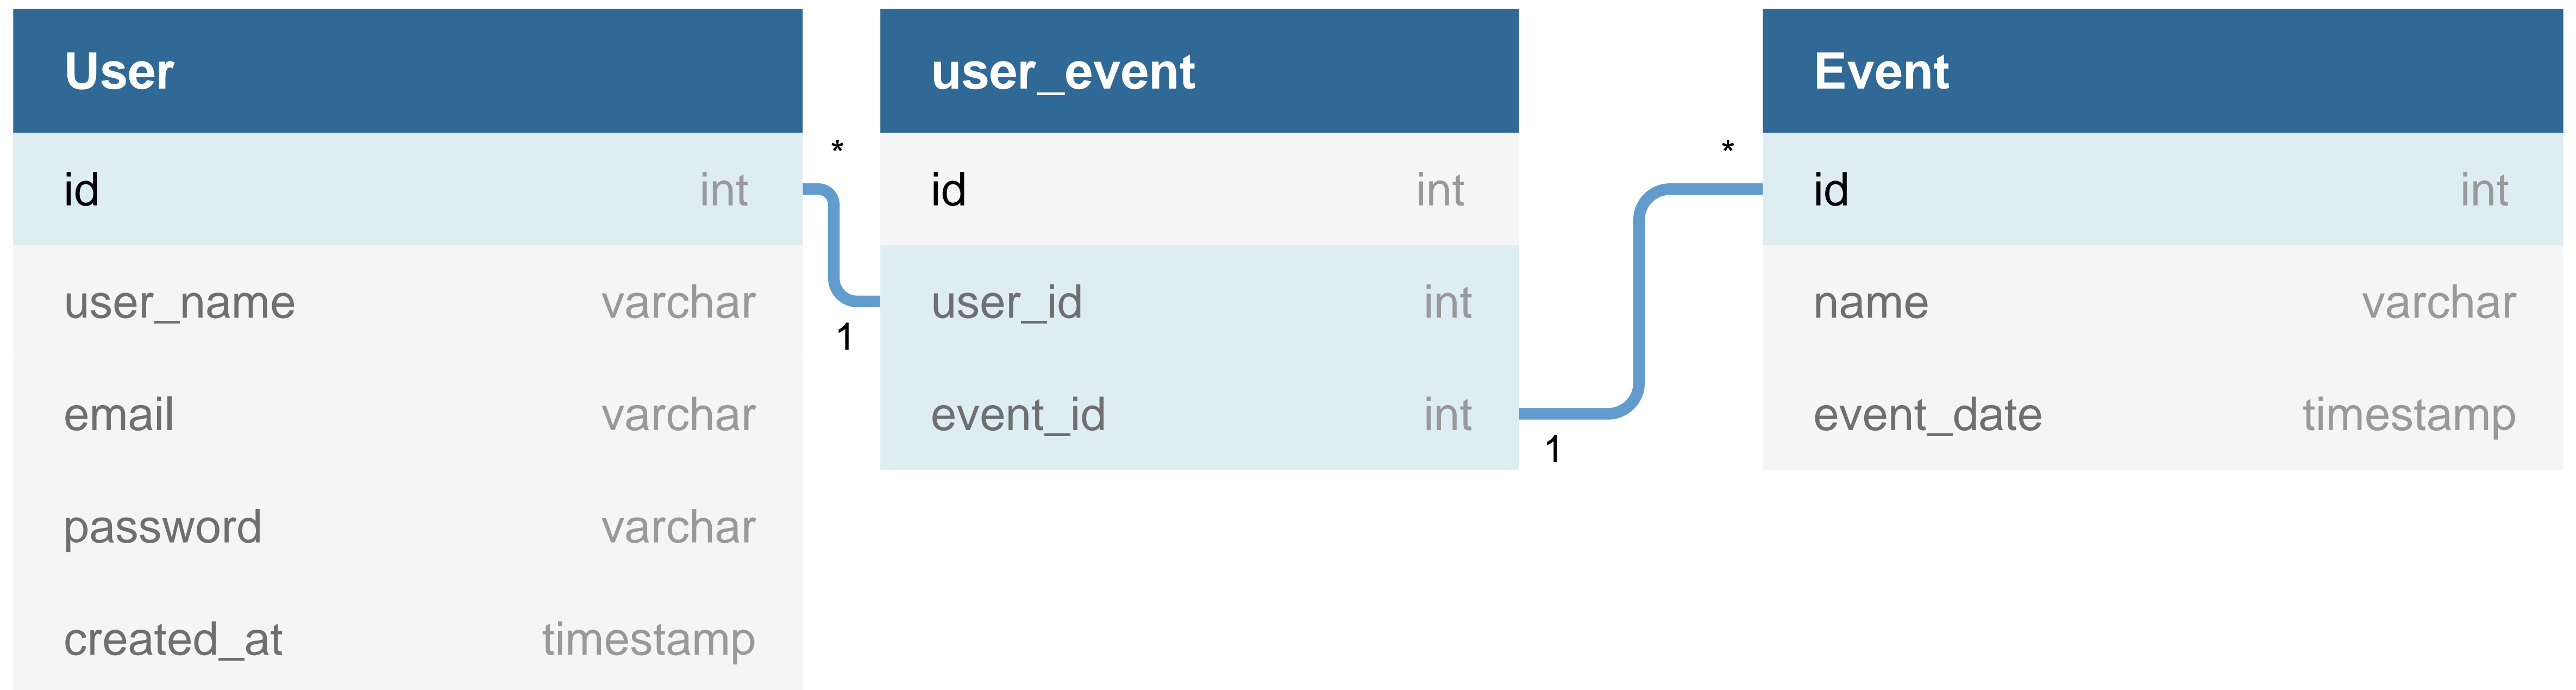 User
id int
user_name varchar
email varchar
password varchar
created_at timestamp
*
1
user_event
id int
user_id int
event_id int
*
1
Event
id int
name varchar
event_date timestamp